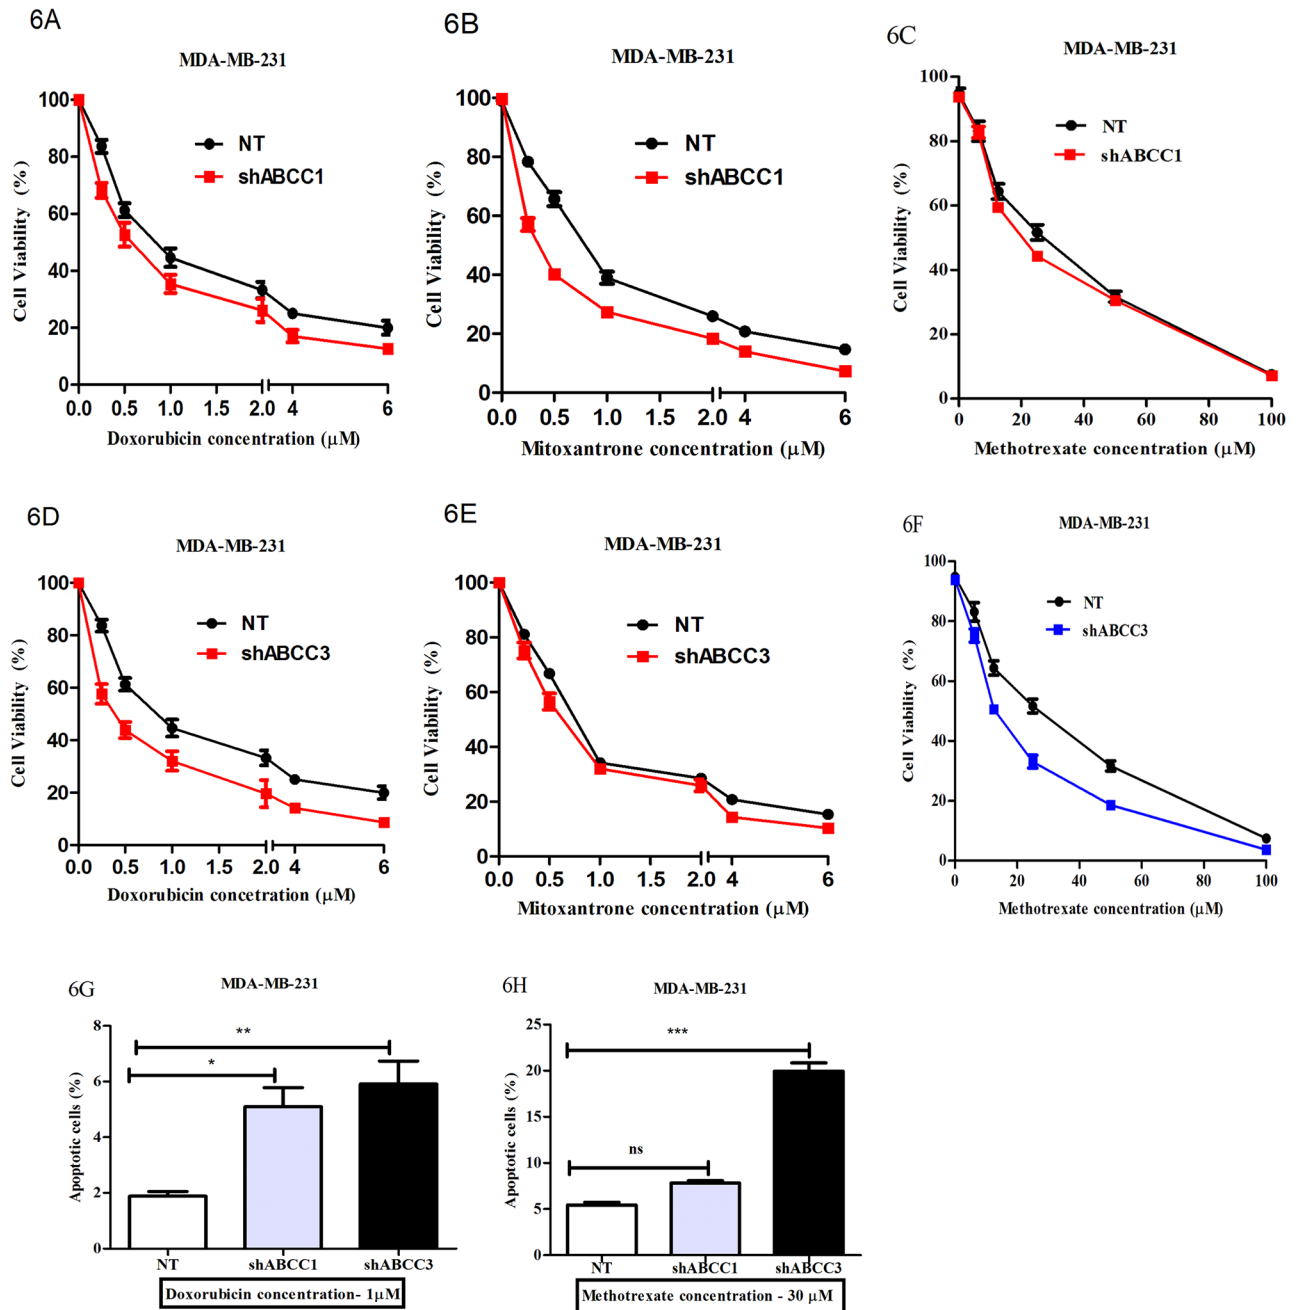 6A
MDA-MB-231
100
80
60
40
20
0
Cell Viability (%)
NT
shABCC1
0.0 0.5 1.0 1.5 2.0 4 6
Doxorubicin concentration (μM)
6B
MDA-MB-231
100
80
60
40
20
0
Cell Viability (%)
NT
shABCC1
0.0 0.5 1.0 1.5 2.0 4 6
Mitoxantrone concentration (μM)
6C
MDA-MB-231
100
80
60
40
20
0
Cell Viability (%)
NT
shABCC1
0 20 40 60 80 100
Methotrexate concentration (μM)
6D
MDA-MB-231
100
80
60
40
20
0
Cell Viability (%)
NT
shABCC3
0.0 0.5 1.0 1.5 2.0 4 6
Doxorubicin concetration (μM)
6E
MDA-MB-231
100
80
60
40
20
0
Cell Viability (%)
NT
shABCC3
0.0 0.5 1.0 1.5 2.0 4 6
Mitoxantrone concentration (μM)
6F
MDA-MB-231
100
80
60
40
20
0
Cell Viability (%)
NT
shABCC3
0 20 40 60 80 100
Methotrexate concentration (μM)
6G
MDA-MB-231
8
6
4
2
0
Apoptotic cells (%)
**
*
NT shABCC1 shABCC3
Doxorubicin concentration- 1μM
6H
MDA-MB-231
25
20
15
10
5
0
Apoptotic cells (%)
***
ns
NT shABCC1 shABCC3
Methotrexate concentration - 30 μM